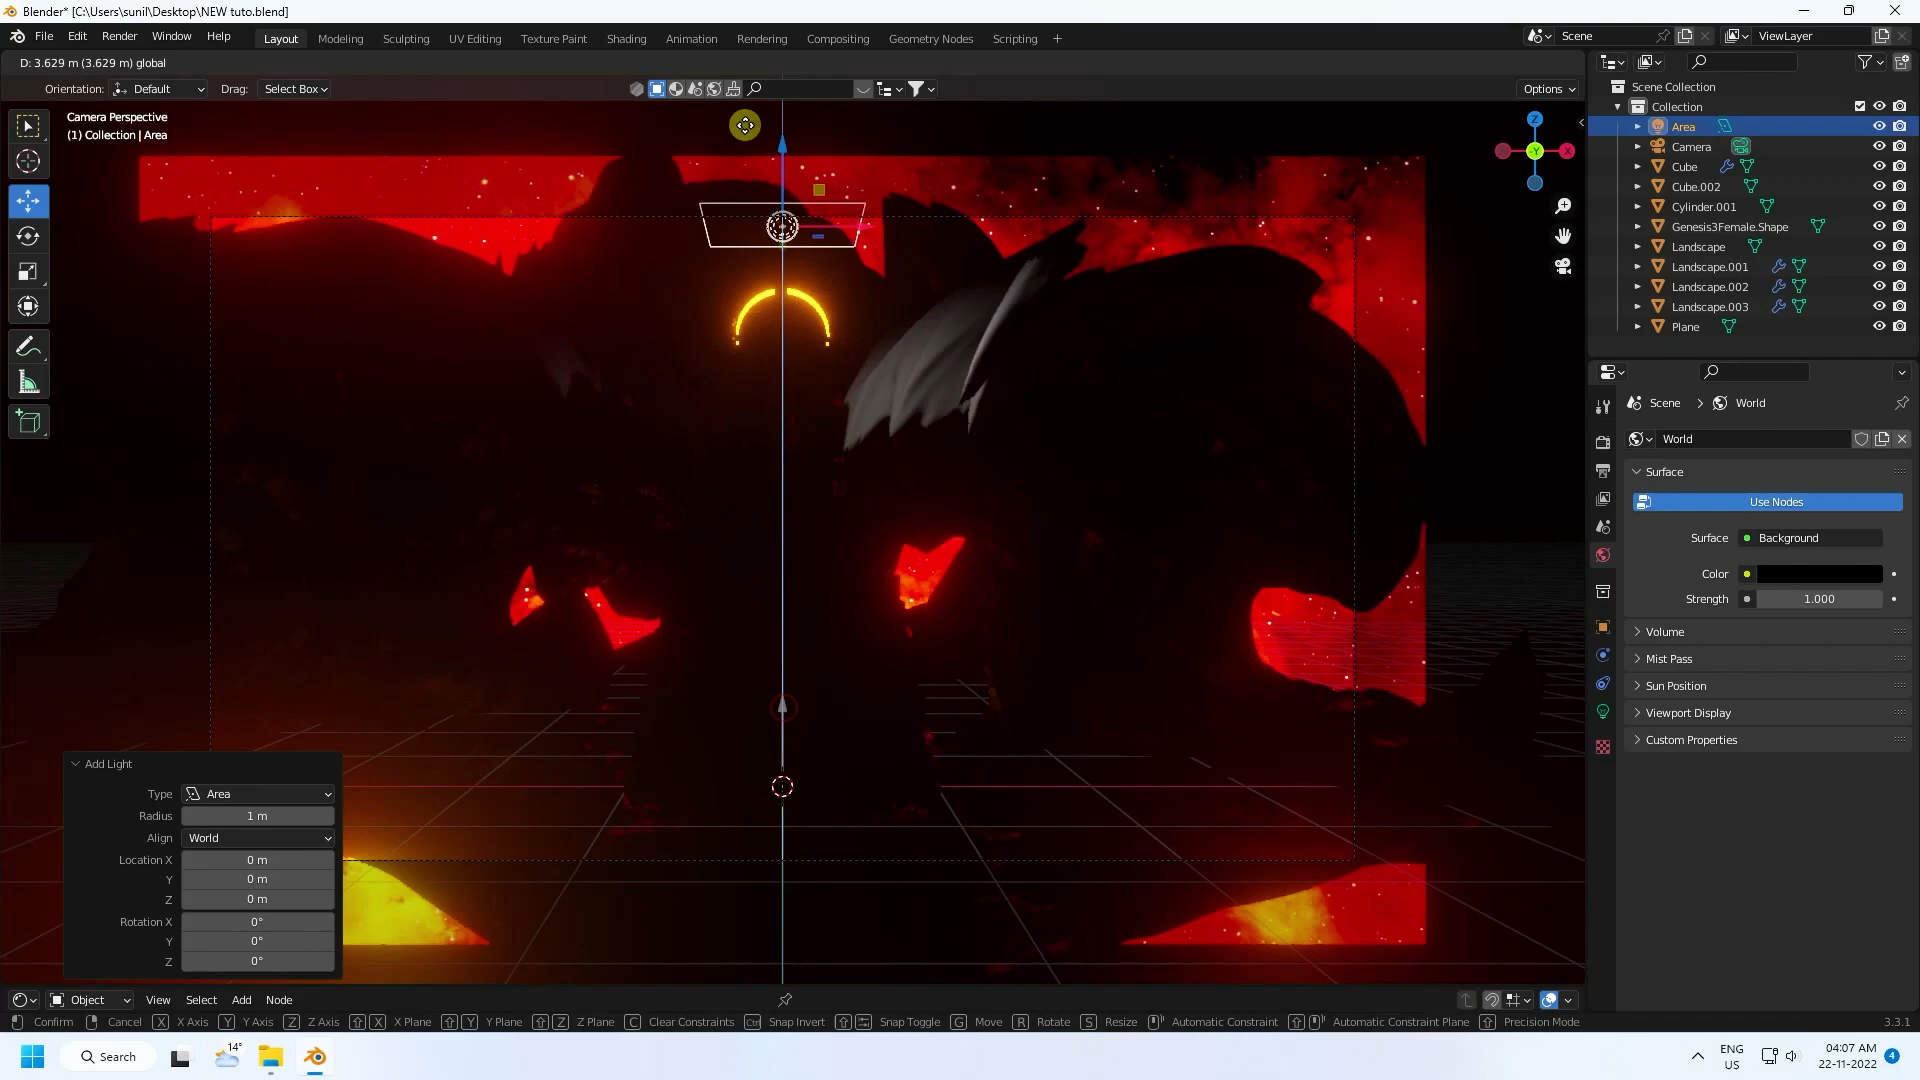 Blender* [C:\Users\sunil\Desktop\NEW tuto.blend]
File Edit Render Window Help Layout Modeling Sculpting UV Editing Texture Paint Shading Animation Rendering Compositing Geometry Nodes Scripting + Scene ViewLayer
D: 3.629 m (3.629 m) global
Orientation: Default Drag: Select Box Options
Camera Perspective
(1) Collection | Area
Z
X
-Y
Scene Collection
Collection
Area
Camera
Cube
Cube.002
Cylinder.001
Genesis3Female.Shape
Landscape
Landscape.001
Landscape.002
Landscape.003
Plane
Scene > World
World
Surface
Use Nodes
Surface Background
Color
Strength 1.000
Volume
Mist Pass
Sun Position
Viewport Display
Custom Properties
Add Light
Type Area
Radius 1 m
Align World
Location X 0 m
Y 0 m
Z 0 m
Rotation X 0°
Y 0°
Z 0°
Object View Select Add Node
Confirm Cancel X X Axis Y Y Axis Z Z Axis X X Plane Y Y Plane Z Z Plane C Clear Constraints Ctrl Snap Invert Snap Toggle G Move R Rotate S Resize Automatic Constraint Automatic Constraint Plane Precision Mode 3.3.1
Search 14° ENG US 04:07 AM 22-11-2022 4